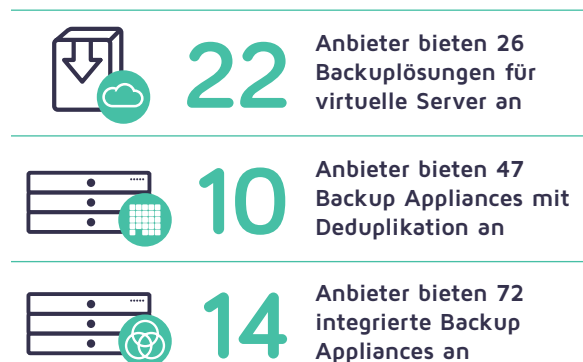 22
Anbieter bieten 26
Backuplösungen für
virtuelle Server an
10
Anbieter bieten 47
Backup Appliances mit
Deduplikation an
14
Anbieter bieten 72
integrierte Backup
Appliances an